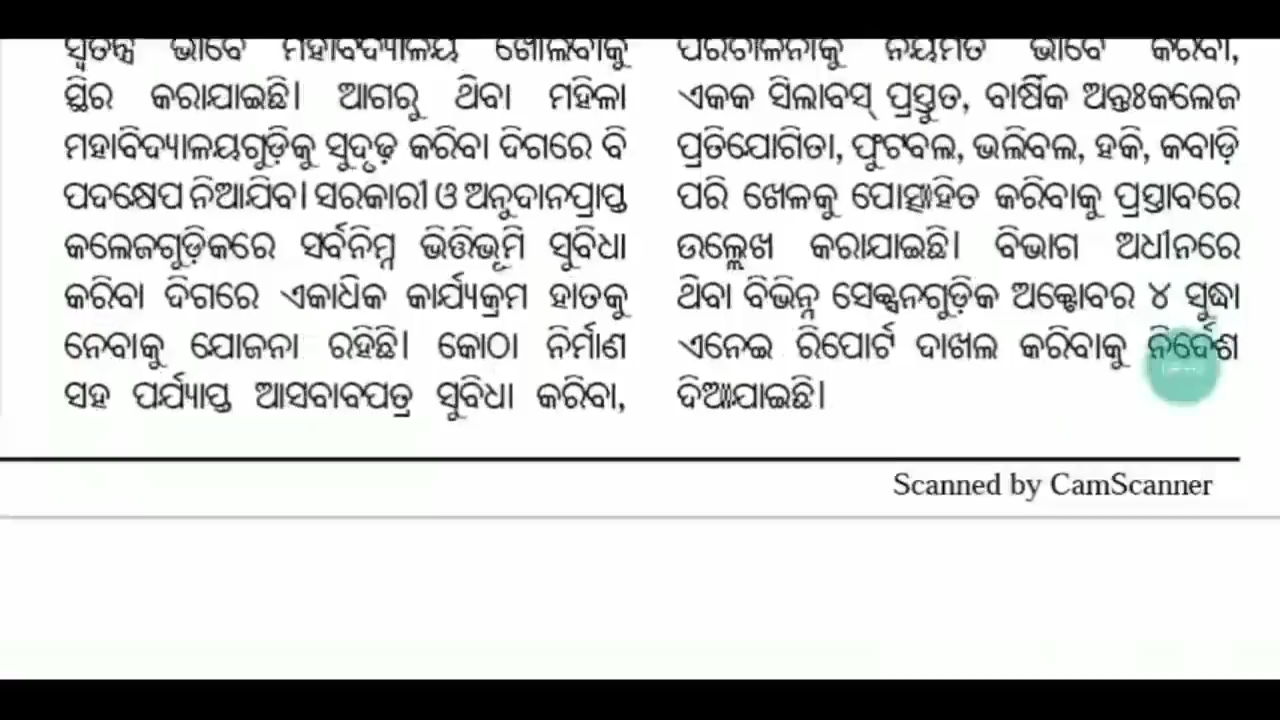 ସ୍ୱତନ୍ତ୍ର ଭାବେ ମହାବିଦ୍ୟାଳୟ ଖୋଲିବାକୁ
ସ୍ଥିର କରାଯାଇଛି। ଆଗରୁ ଥିବା ମହିଳା
ମହାବିଦ୍ୟାଳୟଗୁଡ଼ିକୁ ସୁଦୃଢ଼ କରିବା ଦିଗରେ ବି
ପଦକ୍ଷେପ ନିଆଯିବ। ସରକାରୀ ଓ ଅନୁଦାନପ୍ରାପ୍ତ
କଲେଜଗୁଡ଼ିକରେ ସର୍ବନିମ୍ନ ଭିତ୍ତିଭୂମି ସୁବିଧା
କରିବା ଦିଗରେ ଏକାଧିକ କାର୍ଯ୍ୟକ୍ରମ ହାତକୁ
ନେବାକୁ ଯୋଜନା ରହିଛି। କୋଠା ନିର୍ମାଣ
ସହ ପର୍ଯ୍ୟାପ୍ତ ଆସବାବପତ୍ର ସୁବିଧା କରିବା,
ପରିଚାଳନାକୁ ନିୟମିତ ଭାବେ କରିବା,
ଏକକ ସିଲାବସ୍ ପ୍ରସ୍ତୁତ, ବାର୍ଷିକ ଅନ୍ତଃକଲେଜ
ପ୍ରତିଯୋଗିତା, ଫୁଟବଲ, ଭଲିବଲ, ହକି, କବାଡ଼ି
ପରି ଖେଳକୁ ପୋତ୍ସାହିତ କରିବାକୁ ପ୍ରସ୍ତାବରେ
ଉଲ୍ଲେଖ କରାଯାଇଛି। ବିଭାଗ ଅଧୀନରେ
ଥିବା ବିଭିନ୍ନ ସେକ୍ସନଗୁଡ଼ିକ ଅକ୍ଟୋବର ୪ ସୁଦ୍ଧା
ଏନେଇ ରିପୋର୍ଟ ଦାଖଲ କରିବାକୁ ନିର୍ଦେଶ
ଦିଆଯାଇଛି।
Scanned by CamScanner